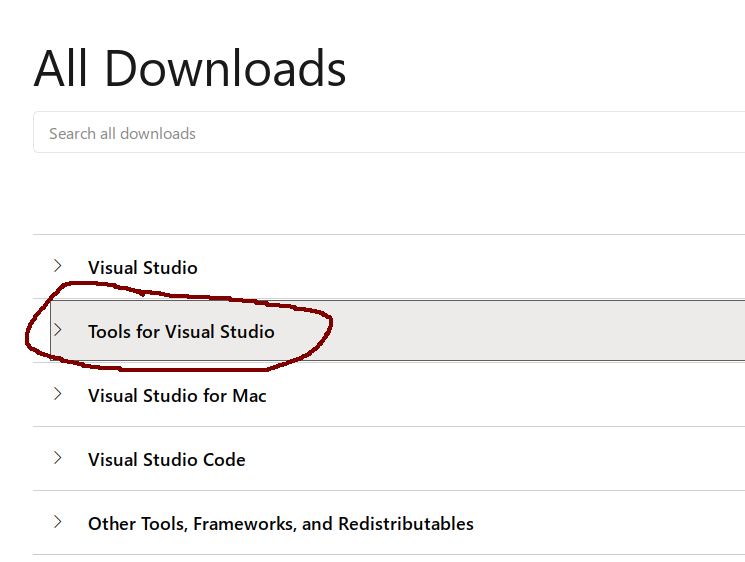 All Downloads
Search all downloads
Visual Studio
Tools for Visual Studio
Visual Studio for Mac
Visual Studio Code
Other Tools, Frameworks, and Redistributables